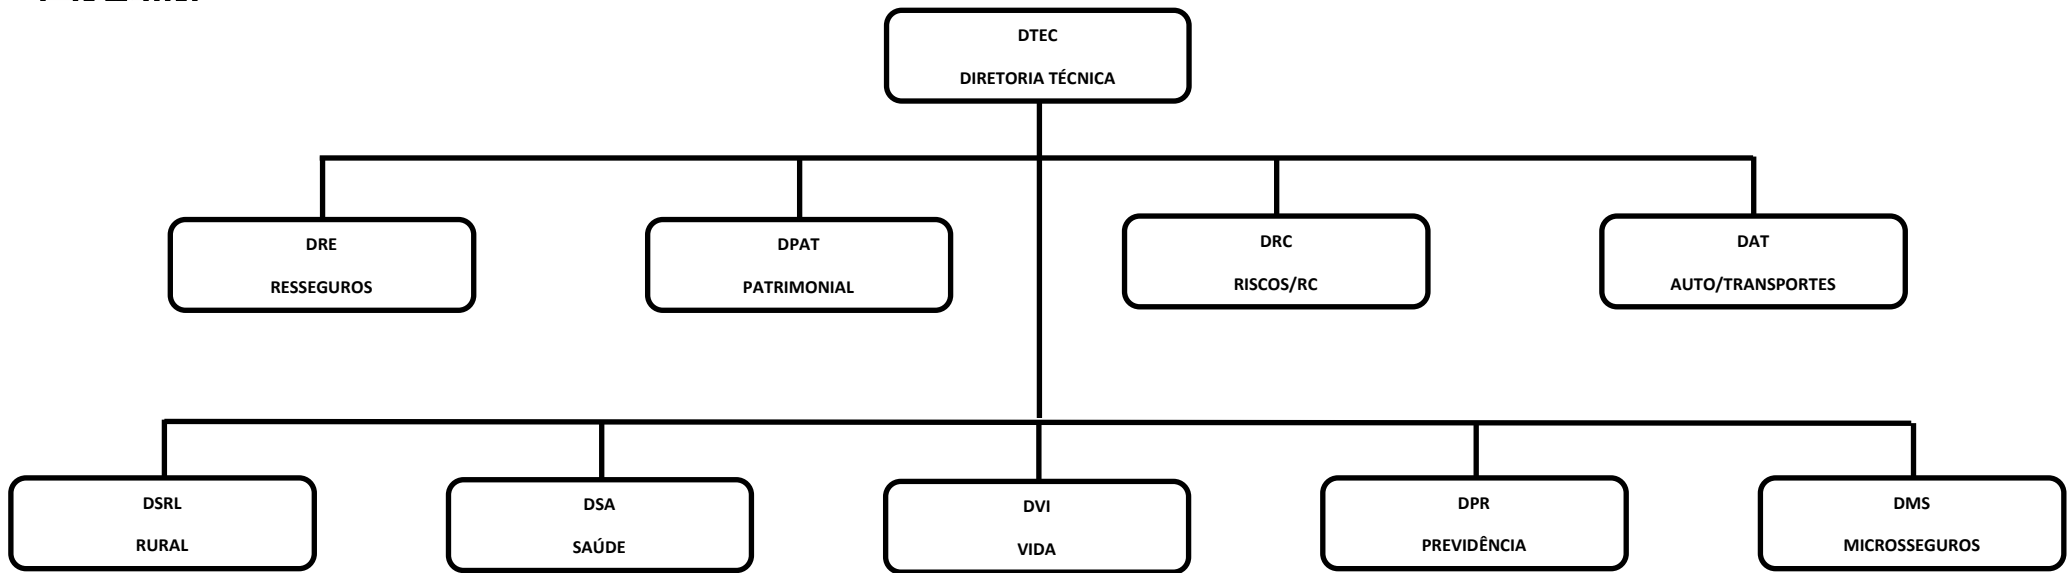 DTEC
DIRETORIA TÉCNICA
DRE
RESSEGUROS
DPAT
PATRIMONIAL
DRC
RISCOS/RC
DAT
AUTO/TRANSPORTES
DSRL
RURAL
DSA
SAÚDE
DVI
VIDA
DPR
PREVIDÊNCIA
DMS
MICROSSEGUROS